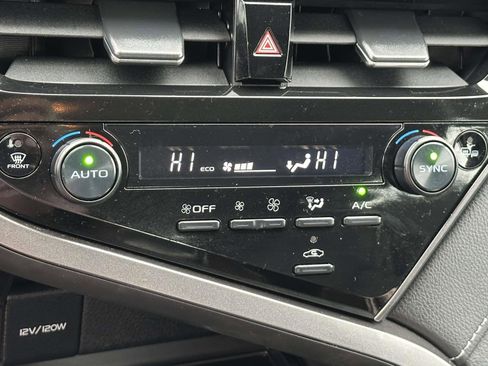 HI ECO HI
FRONT
AUTO
SYNC
OFF
A/C
12V/120W